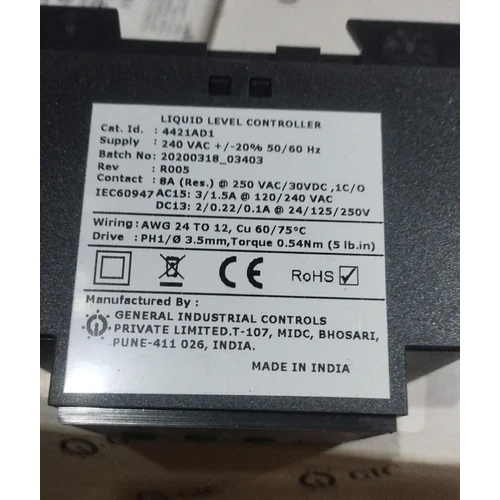 LIQUID LEVEL CONTROLLER
Cat. Id. : 4421AD1
Supply : 240 VAC +/-20% 50/60 Hz
Batch No : 20200318_03403
Rev : R005
Contact : 8A (Res.) @ 250 VAC/30VDC ,1C/O
IEC60947 AC15: 3/1.5A @ 120/240 VAC
DC13: 2/0.22/0.1A @ 24/125/250V
Wiring : AWG 24 TO 12, Cu 60/75°C
Drive : PH1/Ø 3.5mm,Torque 0.54Nm (5 lb.in)
CE RoHS
Manufactured By :
GENERAL INDUSTRIAL CONTROLS
PRIVATE LIMITED.T-107, MIDC, BHOSARI,
PUNE-411 026, INDIA.
MADE IN INDIA
GIC